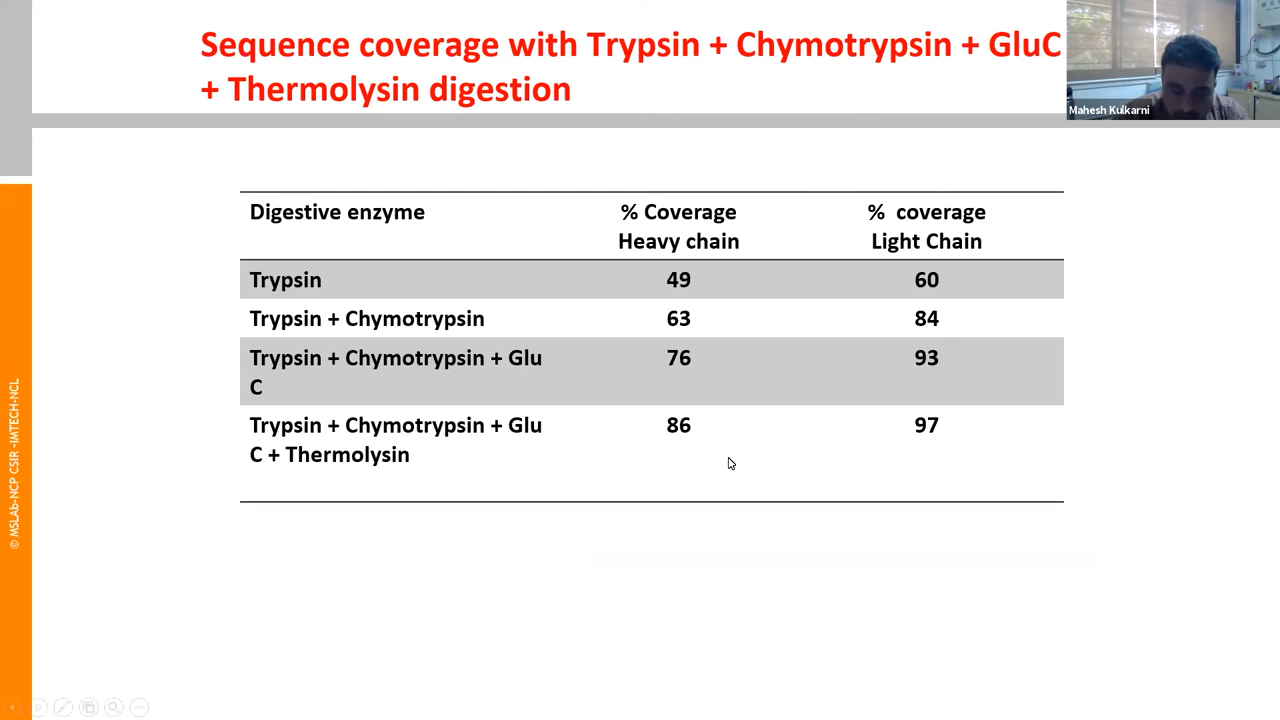 Sequence coverage with Trypsin + Chymotrypsin + GluC
+ Thermolysin digestion
Mahesh Kulkarni
Digestive enzyme
% Coverage
Heavy chain
% coverage
Light Chain
Trypsin 49 60
Trypsin + Chymotrypsin 63 84
Trypsin + Chymotrypsin + Glu 76 93
C
Trypsin + Chymotrypsin + Glu 86 97
C + Thermolysin
© MSLAb-NCP CSIR -IMTECH-NCL